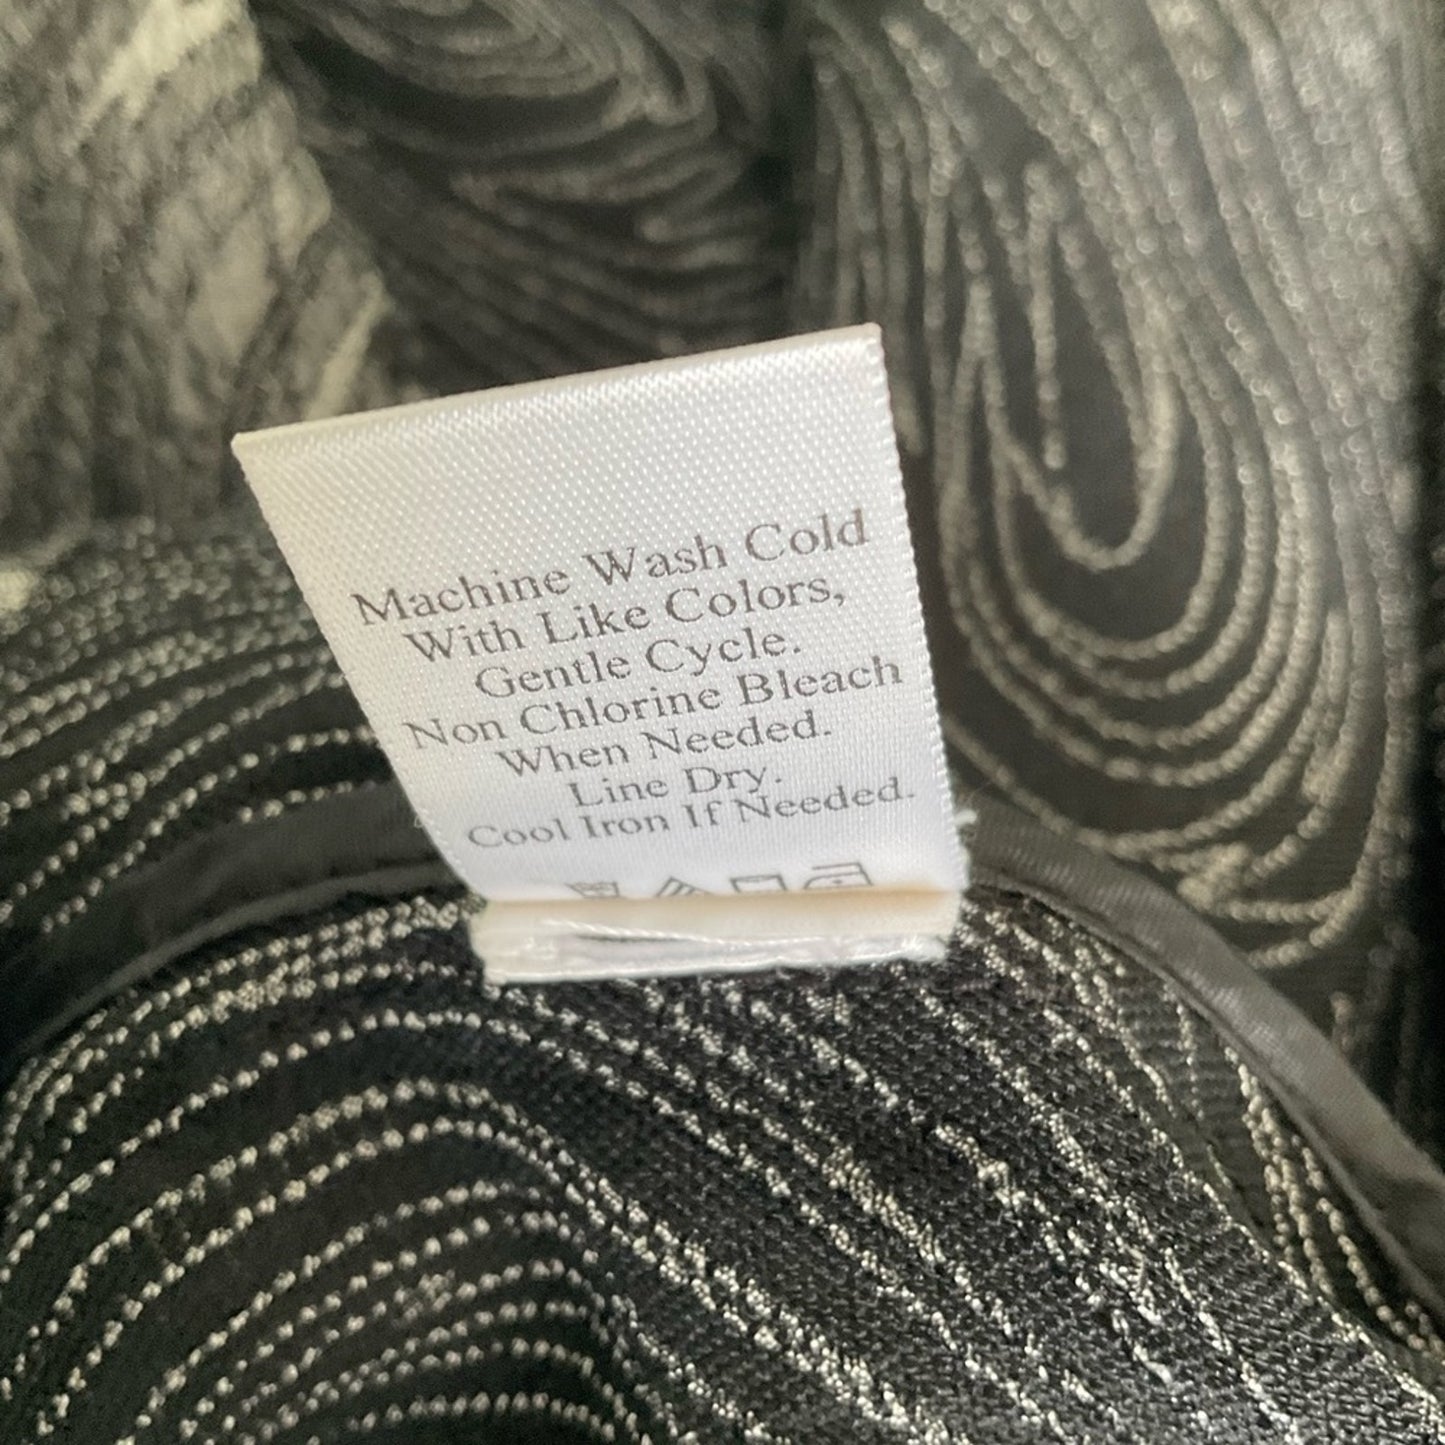 Machine Wash Cold
With Like Colors,
Gentle Cycle.
Non Chlorine Bleach
When Needed.
Line Dry.
Cool Iron If Needed.